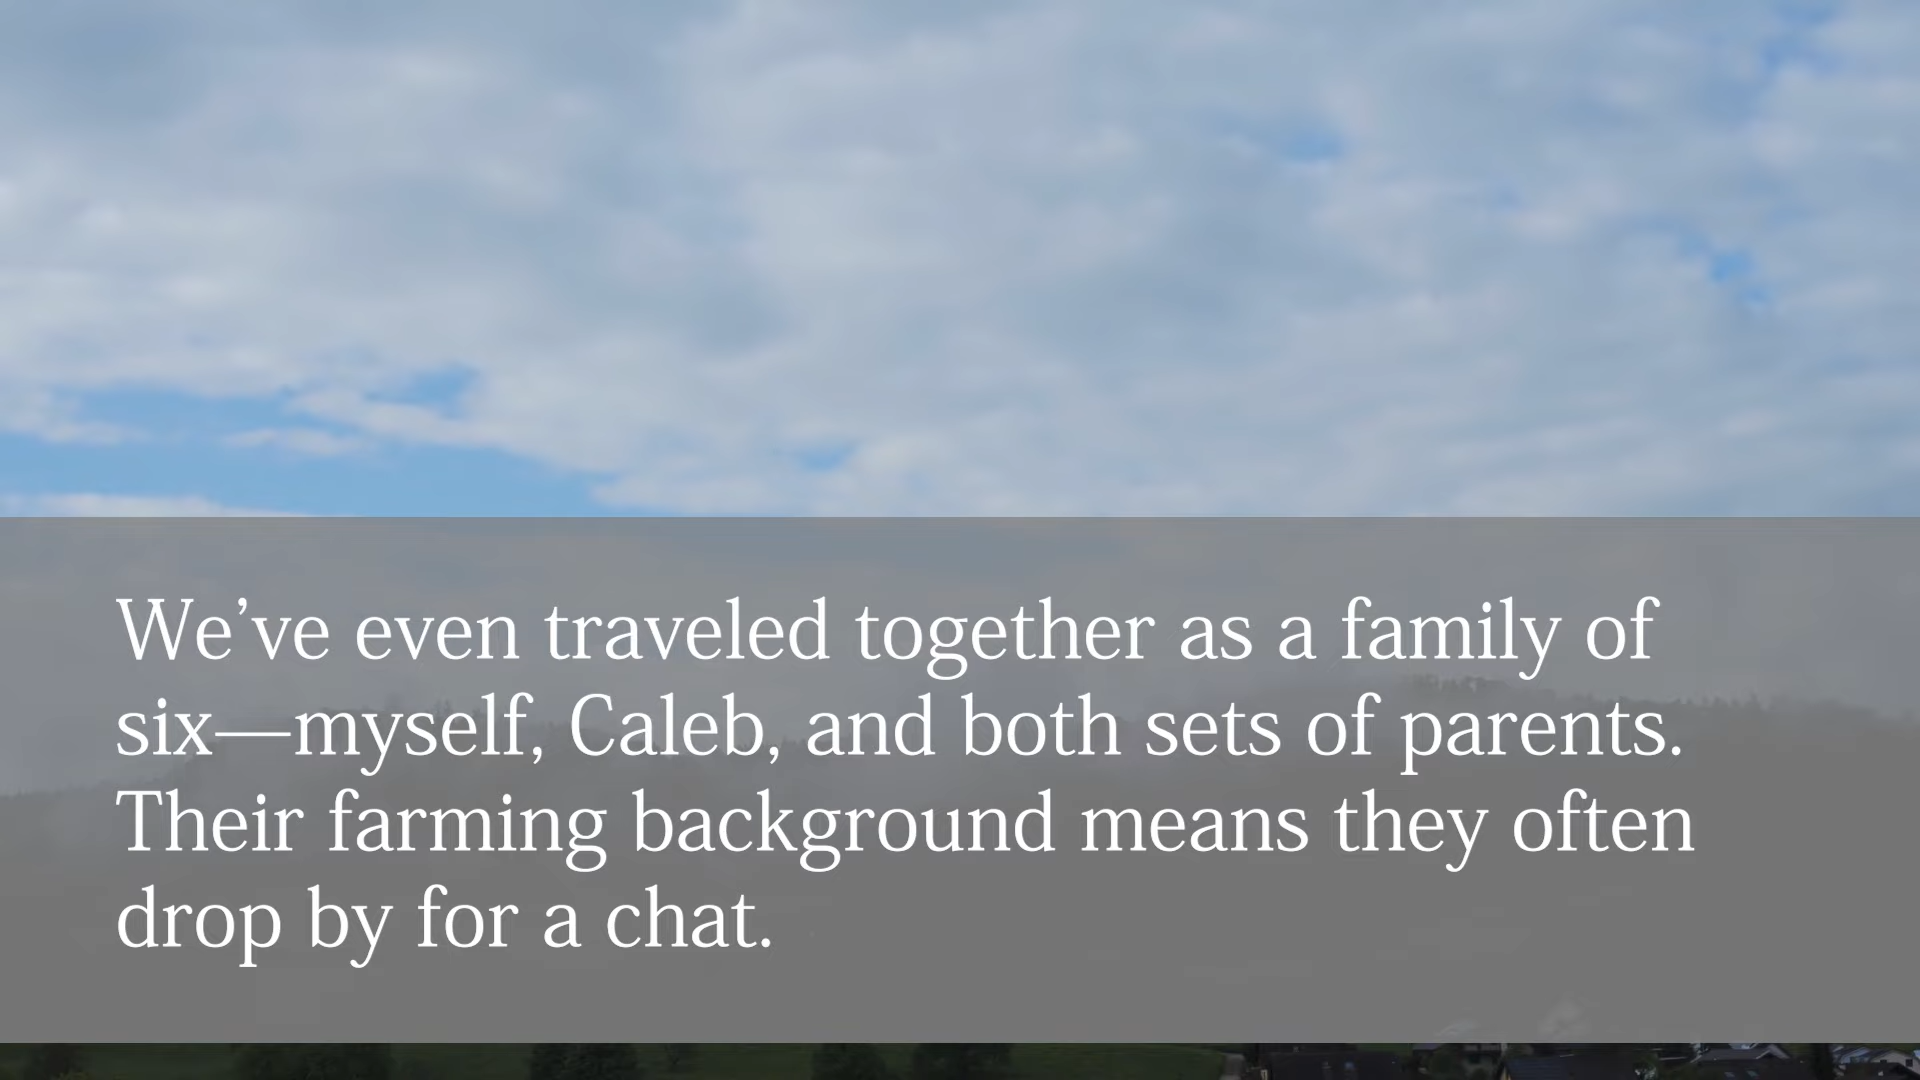 We’ve even traveled together as a family of
six—myself, Caleb, and both sets of parents.
Their farming background means they often
drop by for a chat.